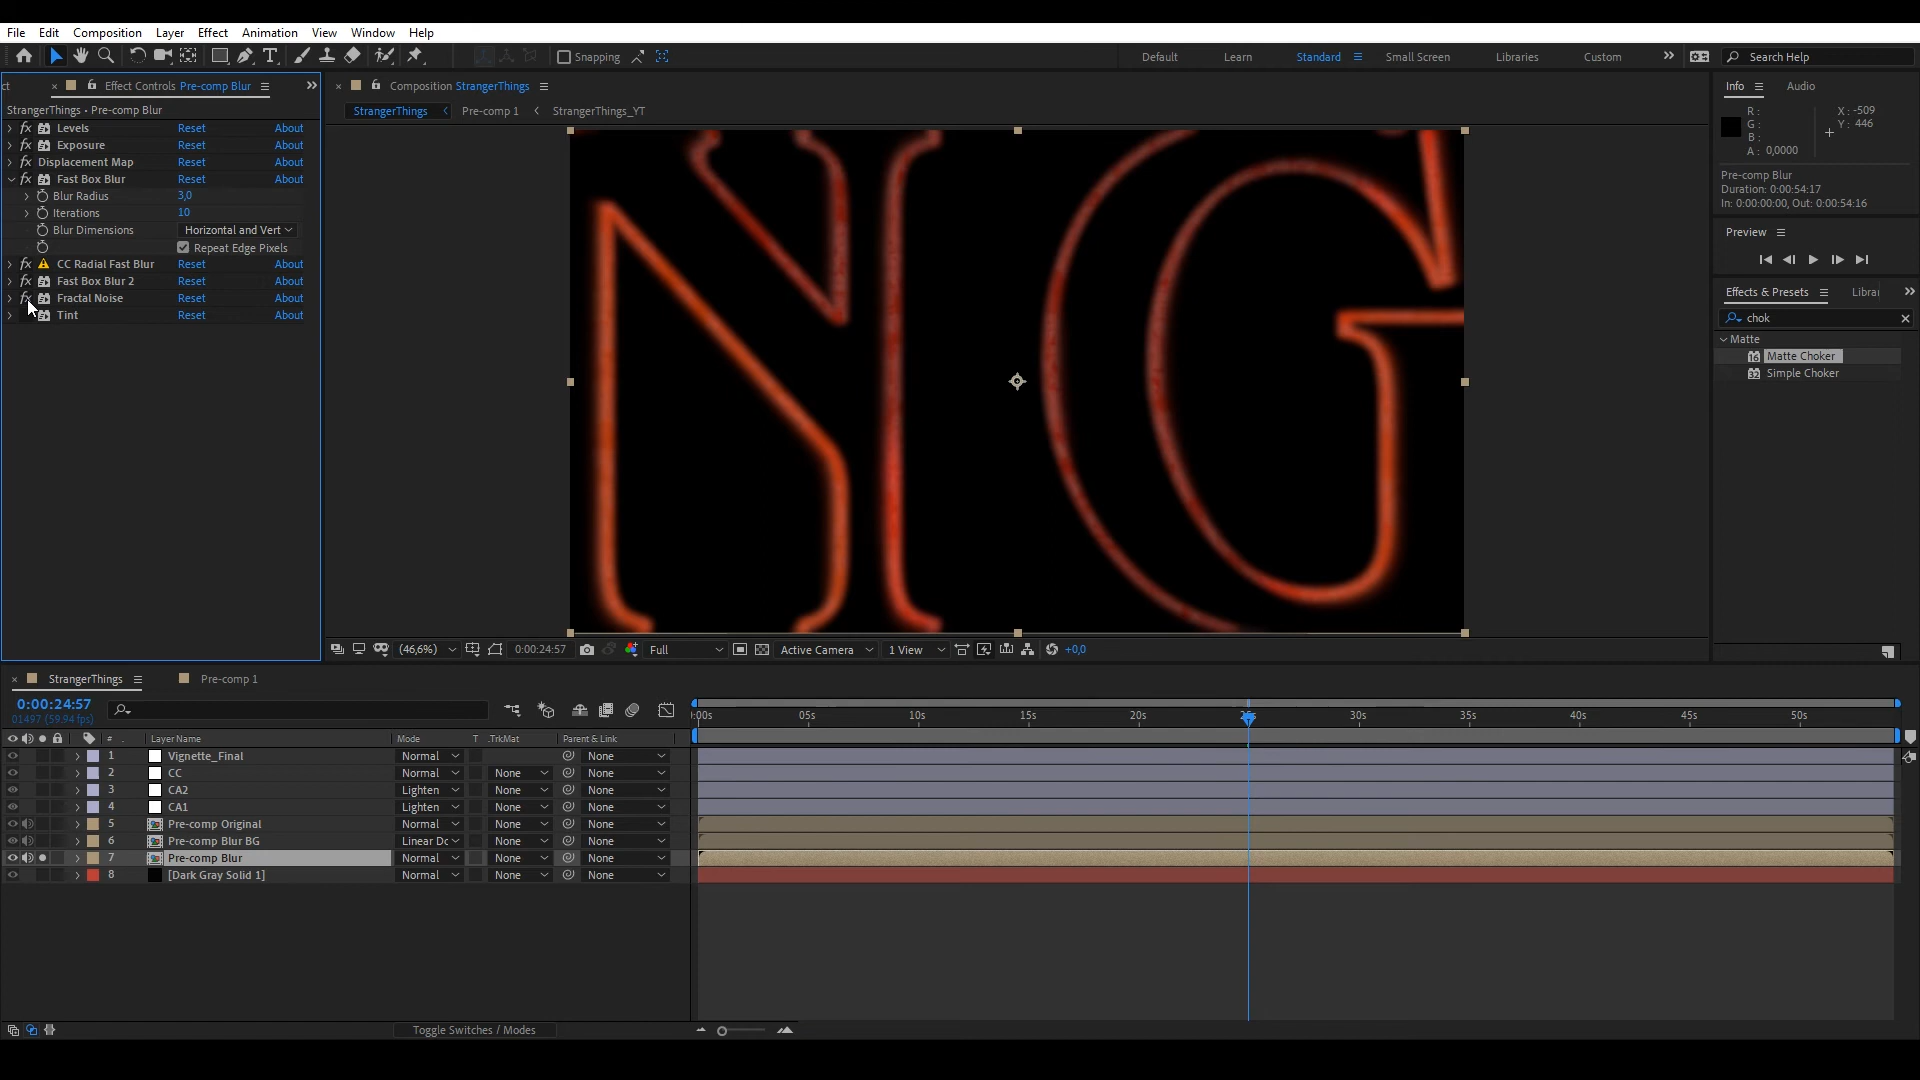 File Edit Composition Layer Effect Animation View Window Help
Snapping Default Learn Standard Small Screen Libraries Custom Search Help
ct × Effect Controls Pre-comp Blur
StrangerThings • Pre-comp Blur
Levels Reset About
Exposure Reset About
Displacement Map Reset About
Fast Box Blur Reset About
Blur Radius 3,0
Iterations 10
Blur Dimensions Horizontal and Vert
Repeat Edge Pixels
CC Radial Fast Blur Reset About
Fast Box Blur 2 Reset About
Fractal Noise Reset About
Tint Reset About
× Composition StrangerThings
StrangerThings Pre-comp 1 StrangerThings_YT
NG
(46,6%) 0:00:24:57 Full Active Camera 1 View +0,0
Info Audio
R: X: -509
G: Y: 446
B:
A: 0,0000
Pre-comp Blur
Duration: 0:00:54:17
In: 0:00:00:00, Out: 0:00:54:16
Preview
Effects & Presets Librar
chok
Matte
16 Matte Choker
32 Simple Choker
× StrangerThings Pre-comp 1
0:00:24:57
01497 (59.94 fps)
:00s 05s 10s 15s 20s 30s 35s 40s 45s 50s
# Layer Name Mode T .TrkMat Parent & Link
1 Vignette_Final Normal None
2 CC Normal None None
3 CA2 Lighten None None
4 CA1 Lighten None None
5 Pre-comp Original Normal None None
6 Pre-comp Blur BG Linear Dc None None
7 Pre-comp Blur Normal None None
8 [Dark Gray Solid 1] Normal None None
Toggle Switches / Modes